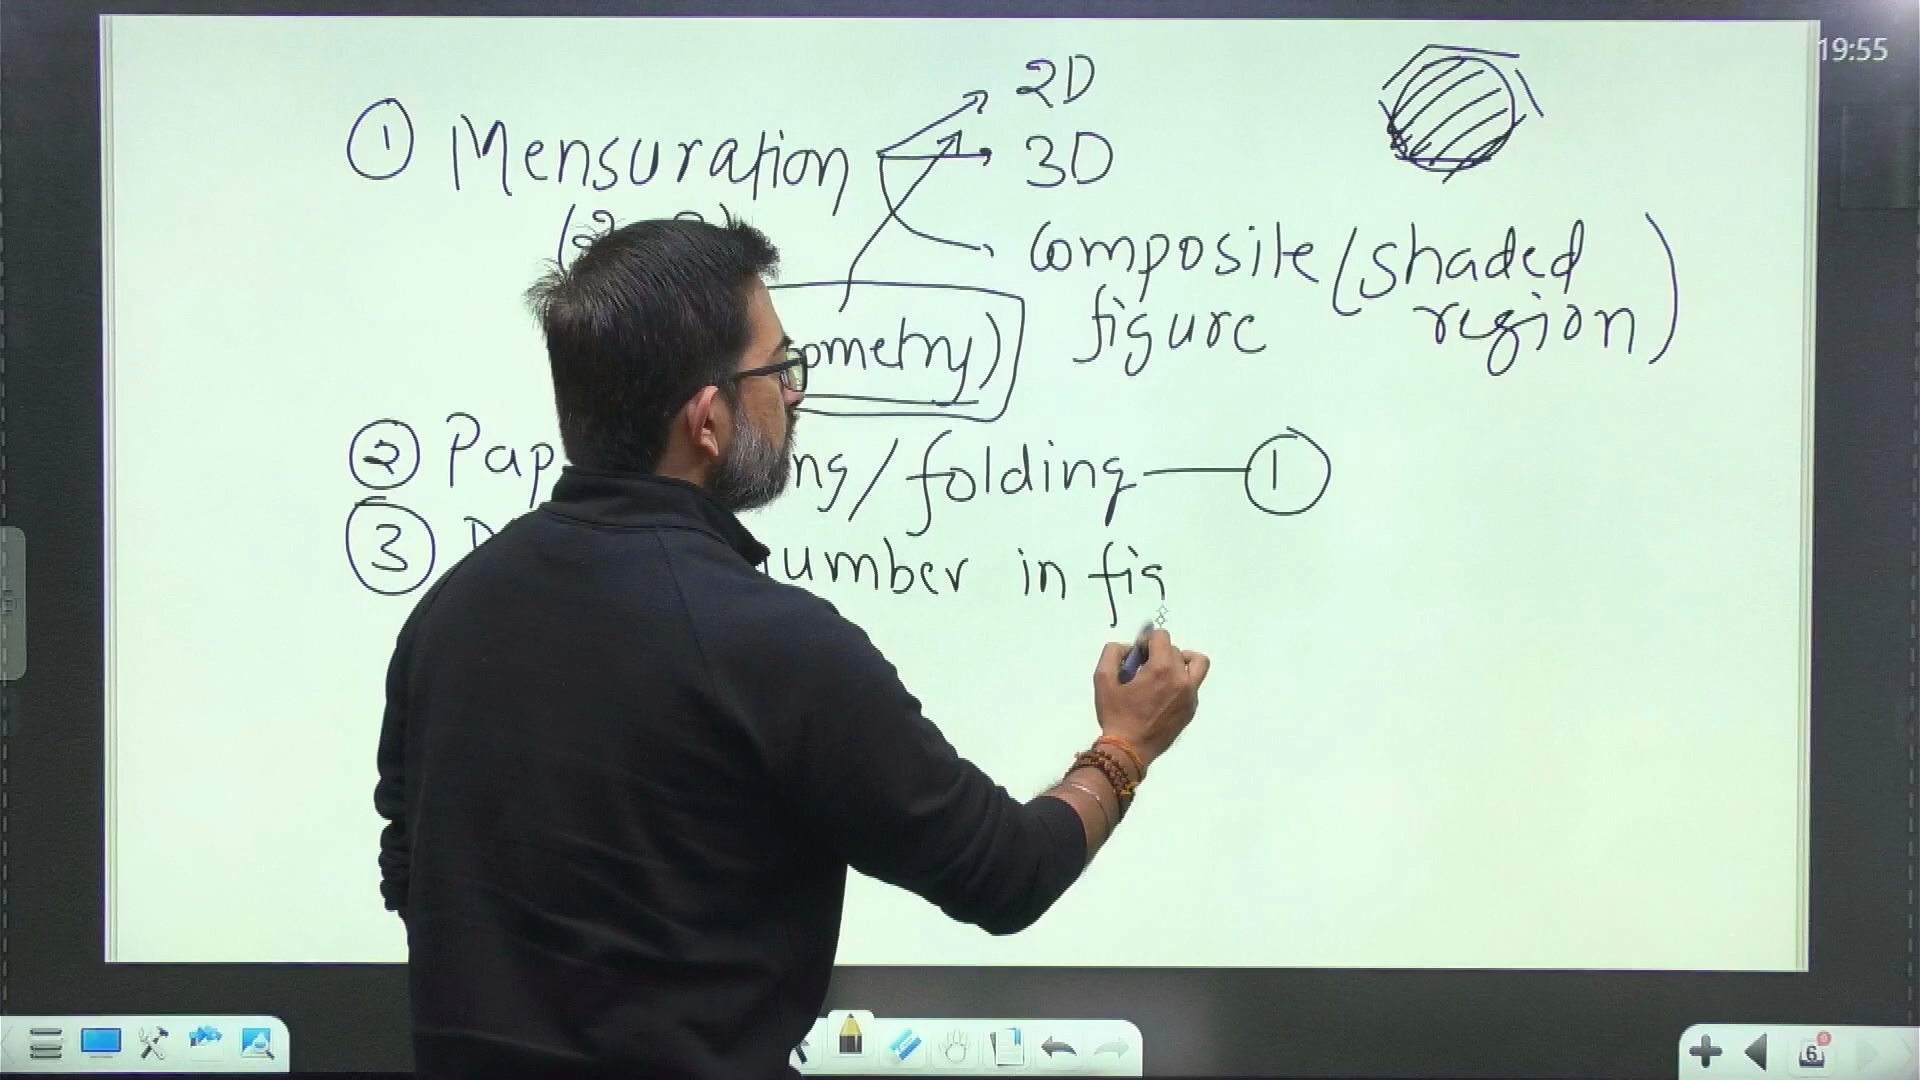 19:55
2D
① Mensuration
3D
composite (shaded
figure region)
ometry)
② Pap ng/folding — ①
③ umber in fig
6